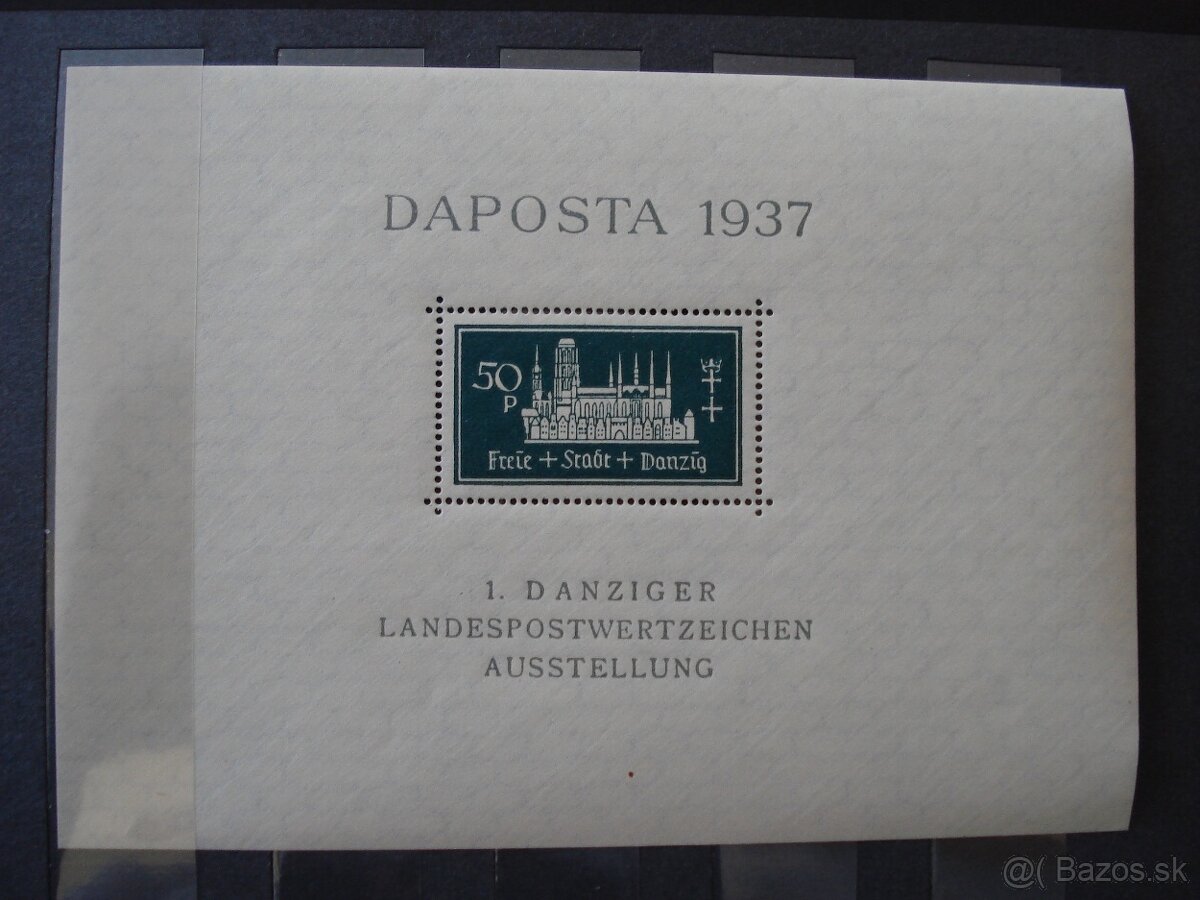 DAPOSTA 1937
50
P
Freie + Stadt + Danzig
1. DANZIGER
LANDESPOSTWERTZEICHEN
AUSSTELLUNG
@( Bazos.sk